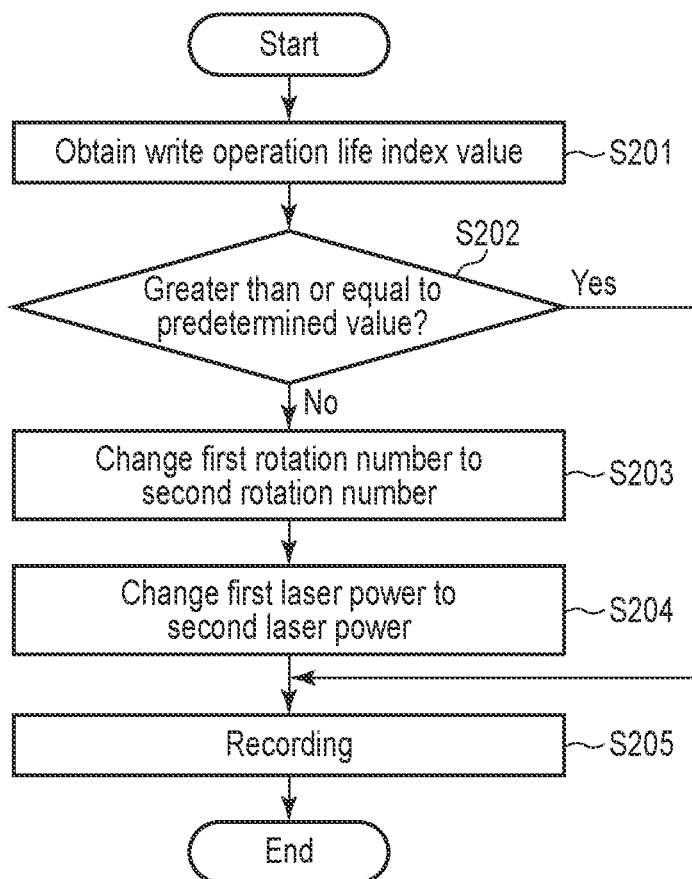 Start
Obtain write operation life index value
S201
S202
Greater than or equal to
predetermined value?
Yes
No
Change first rotation number to
second rotation number
S203
Change first laser power to
second laser power
S204
Recording
S205
End